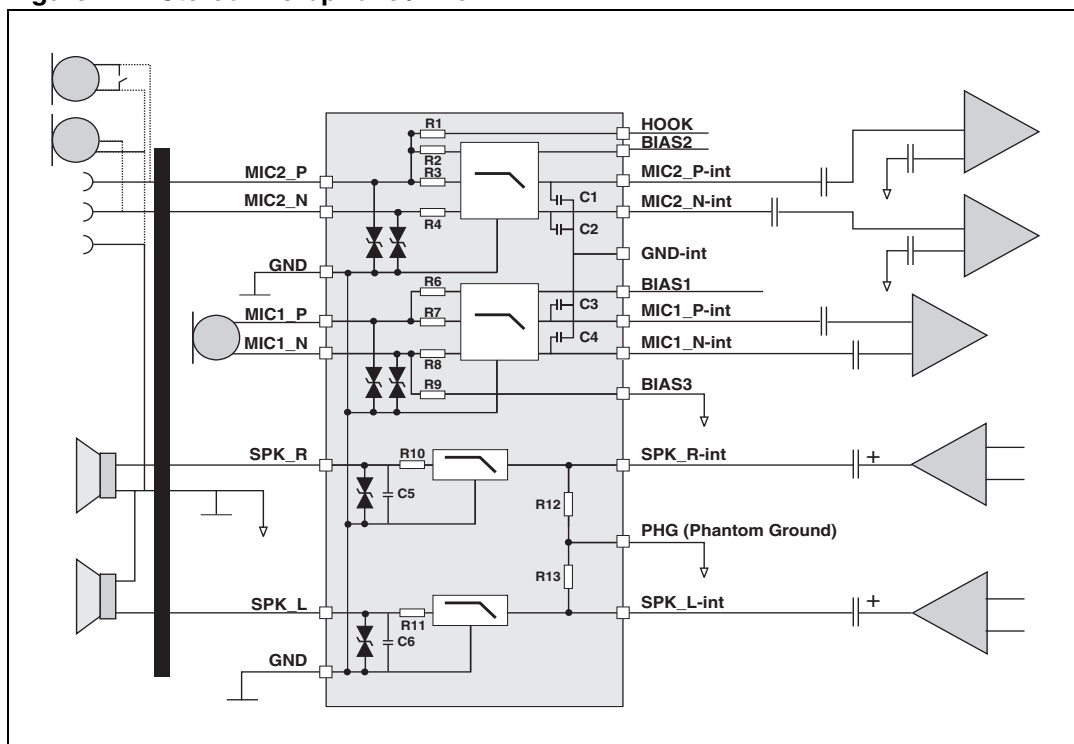 R1
HOOK
R2
BIAS2
MIC2_P
R3
MIC2_P-int
C1
MIC2_N
R4
MIC2_N-int
C2
GND
GND-int
R6
BIAS1
MIC1_P
R7
C3
MIC1_P-int
MIC1_N
R8
C4
MIC1_N-int
R9
BIAS3
SPK_R
R10
SPK_R-int
+
C5
R12
PHG (Phantom Ground)
R13
SPK_L
R11
SPK_L-int
+
C6
GND